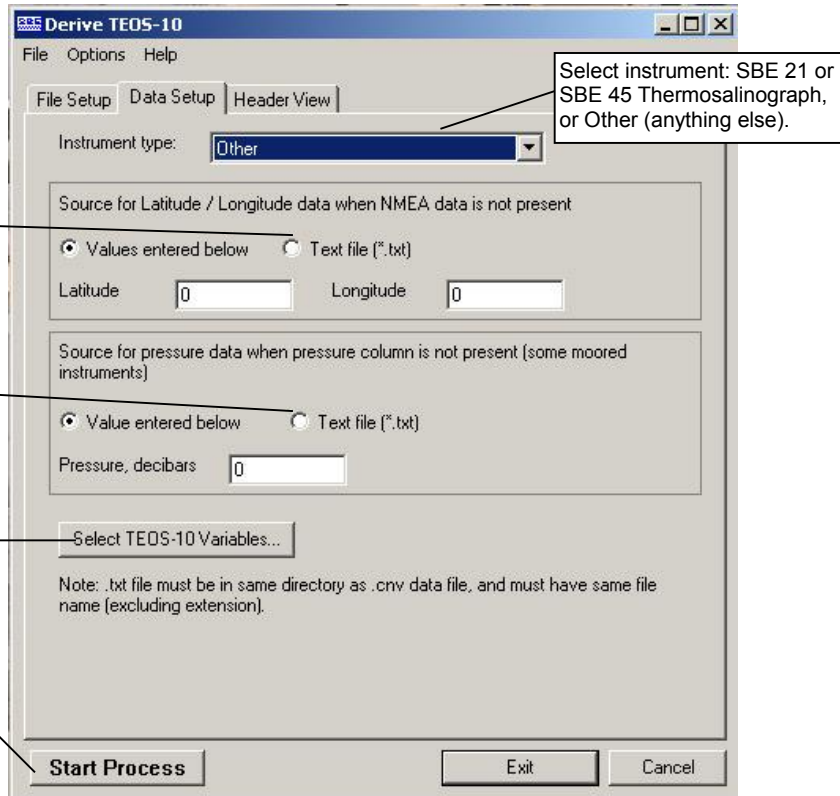 SBE Derive TEOS-10
File Options Help
Select instrument: SBE 21 or
SBE 45 Thermosalinograph,
or Other (anything else).
File Setup Data Setup Header View
Instrument type: Other
Source for Latitude / Longitude data when NMEA data is not present
Values entered below Text file (*.txt)
Latitude 0 Longitude 0
Source for pressure data when pressure column is not present (some moored
instruments)
Value entered below Text file (*.txt)
Pressure, decibars 0
Select TEOS-10 Variables...
Note: .txt file must be in same directory as .cnv data file, and must have same file
name (excluding extension).
Start Process Exit Cancel